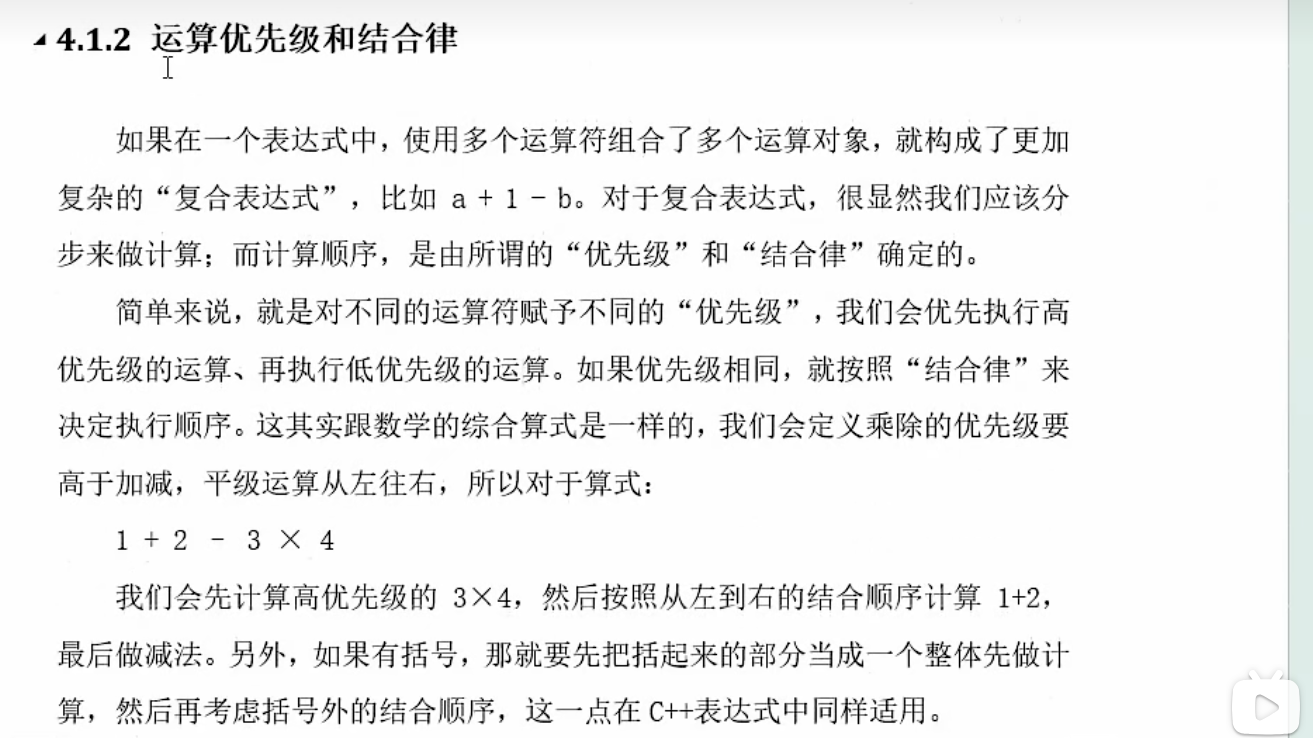 4.1.2 运算优先级和结合律
如果在一个表达式中，使用多个运算符组合了多个运算对象，就构成了更加
复杂的“复合表达式”，比如 a + 1 - b。对于复合表达式，很显然我们应该分
步来做计算；而计算顺序，是由所谓的“优先级”和“结合律”确定的。
简单来说，就是对不同的运算符赋予不同的“优先级”，我们会优先执行高
优先级的运算、再执行低优先级的运算。如果优先级相同，就按照“结合律”来
决定执行顺序。这其实跟数学的综合算式是一样的，我们会定义乘除的优先级要
高于加减，平级运算从左往右，所以对于算式：
1 + 2 - 3 × 4
我们会先计算高优先级的 3×4，然后按照从左到右的结合顺序计算 1+2，
最后做减法。另外，如果有括号，那就要先把括起来的部分当成一个整体先做计
算，然后再考虑括号外的结合顺序，这一点在 C++表达式中同样适用。